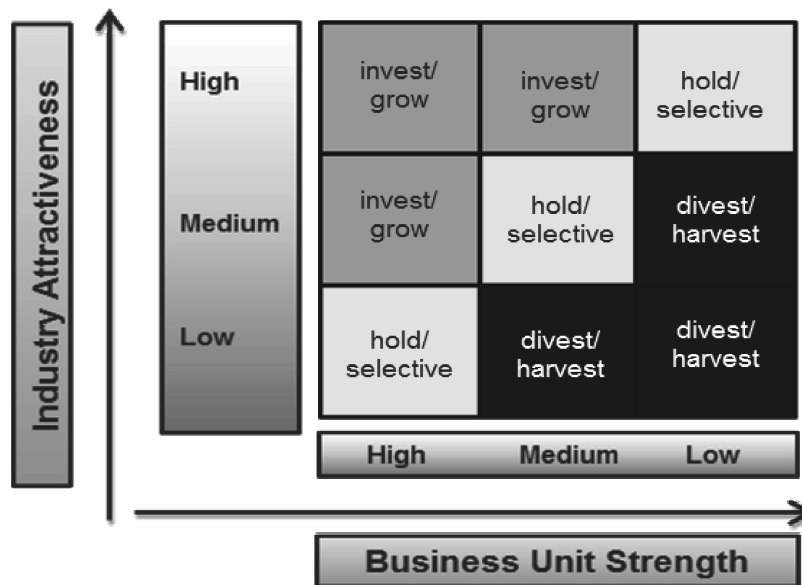 Industry Attractiveness
High
invest/
grow
invest/
grow
hold/
selective
Medium
invest/
grow
hold/
selective
divest/
harvest
Low
hold/
selective
divest/
harvest
divest/
harvest
High Medium Low
Business Unit Strength